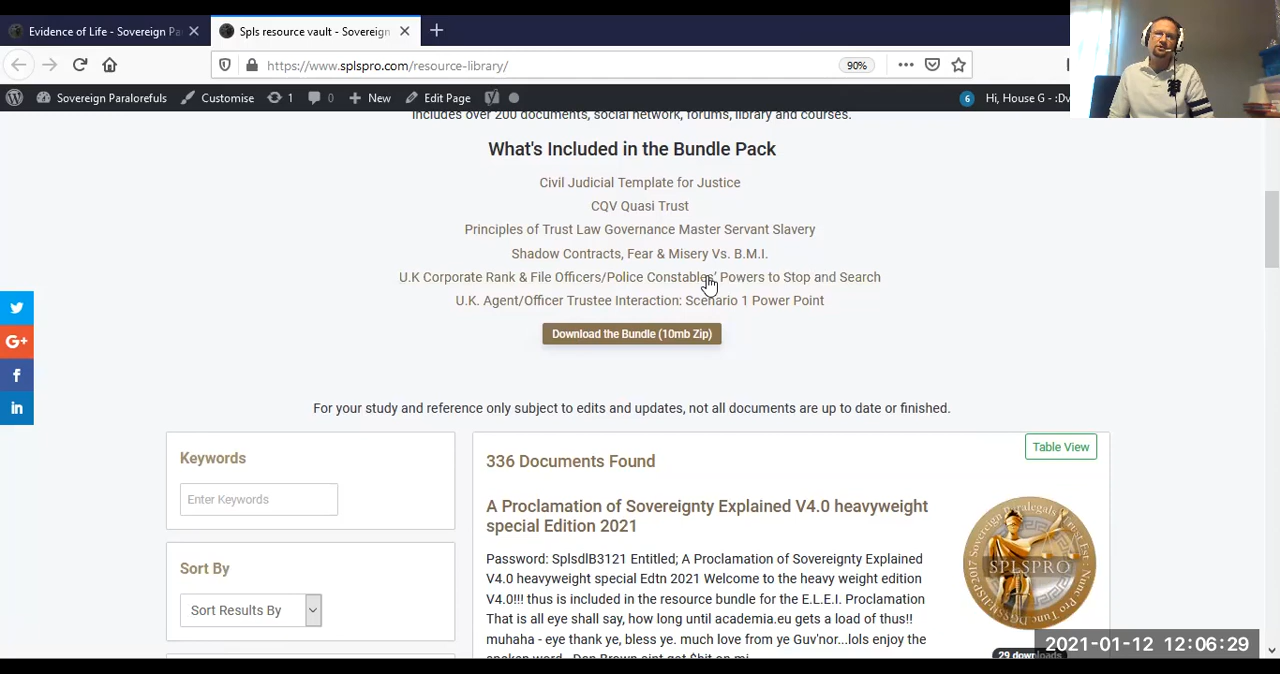 Evidence of Life - Sovereign Pa
Spls resource vault - Sovereign
https://www.splspro.com/resource-library/
90%
Sovereign Paralorefuls
Customise
1
0
New
Edit Page
6
Hi, House G - :Dv
Includes over 200 documents, social network, forums, library and courses.
What's Included in the Bundle Pack
Civil Judicial Template for Justice
CQV Quasi Trust
Principles of Trust Law Governance Master Servant Slavery
Shadow Contracts, Fear & Misery Vs. B.M.I.
U.K Corporate Rank & File Officers/Police Constables' Powers to Stop and Search
U.K. Agent/Officer Trustee Interaction: Scenario 1 Power Point
Download the Bundle (10mb Zip)
For your study and reference only subject to edits and updates, not all documents are up to date or finished.
Keywords
Enter Keywords
Sort By
Sort Results By
336 Documents Found
Table View
A Proclamation of Sovereignty Explained V4.0 heavyweight
special Edition 2021
Password: SplsdlB3121 Entitled; A Proclamation of Sovereignty Explained
V4.0 heavyweight special Edtn 2021 Welcome to the heavy weight edition
V4.0!!! thus is included in the resource bundle for the E.L.E.I. Proclamation
That is all eye shall say, how long until academia.eu gets a load of thus!!
muhaha - eye thank ye, bless ye. much love from ye Guv'nor...lols enjoy the
SPLSPRO
29 downloads
2021-01-12 12:06:29